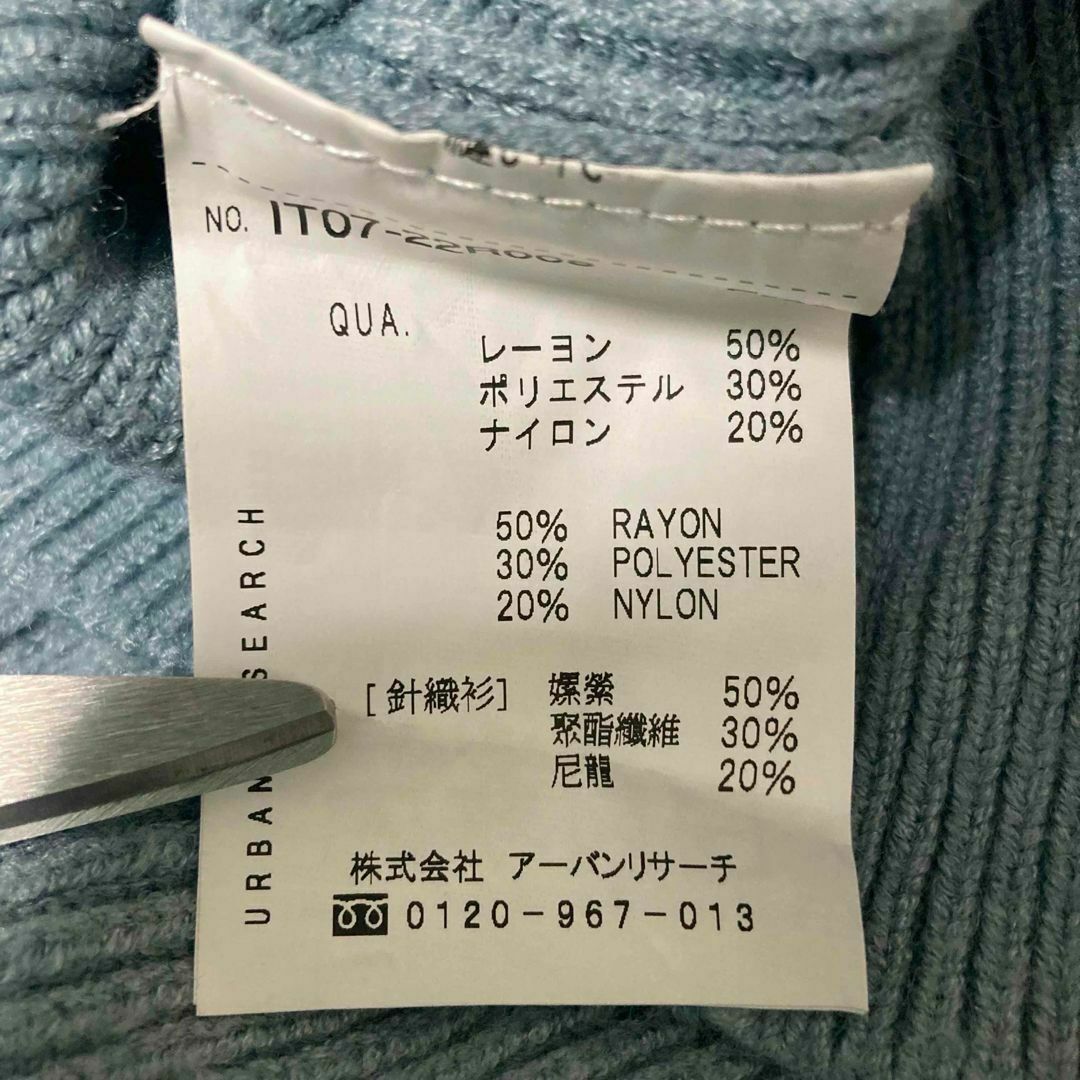 NO. IT07-22R008
QUA.
レーヨン 50%
ポリエステル 30%
ナイロン 20%
50% RAYON
30% POLYESTER
20% NYLON
[針織衫] 嫘縈 50%
聚酯纖維 30%
尼龍 20%
URBAN SEARCH
株式会社 アーバンリサーチ
0120-967-013